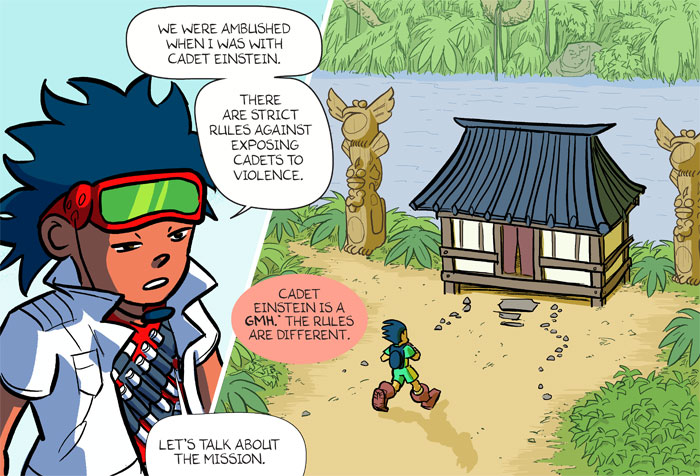 WE WERE AMBUSHED
WHEN I WAS WITH
CADET EINSTEIN.
THERE
ARE STRICT
RULES AGAINST
EXPOSING
CADETS TO
VIOLENCE.
CADET
EINSTEIN IS A
GMH.* THE RULES
ARE DIFFERENT.
LET'S TALK ABOUT
THE MISSION.